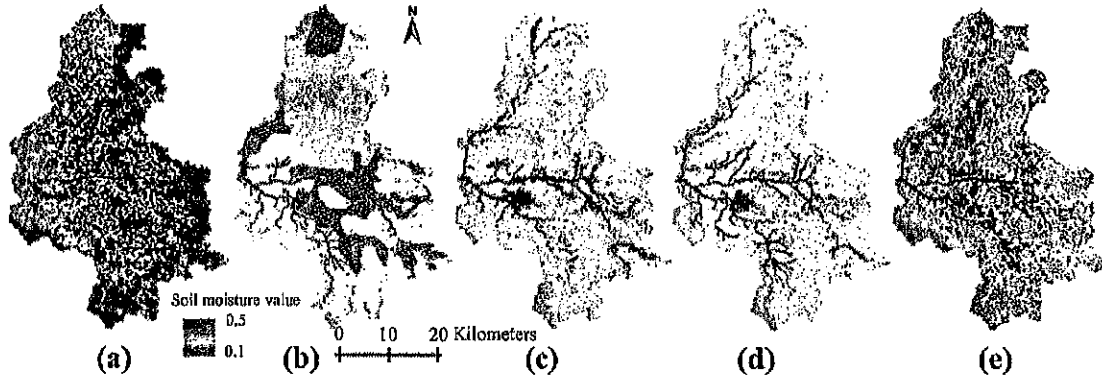 N
Soil moisture value
0.5
0.1
0 10 20 Kilometers
(a) (b) (c) (d) (e)